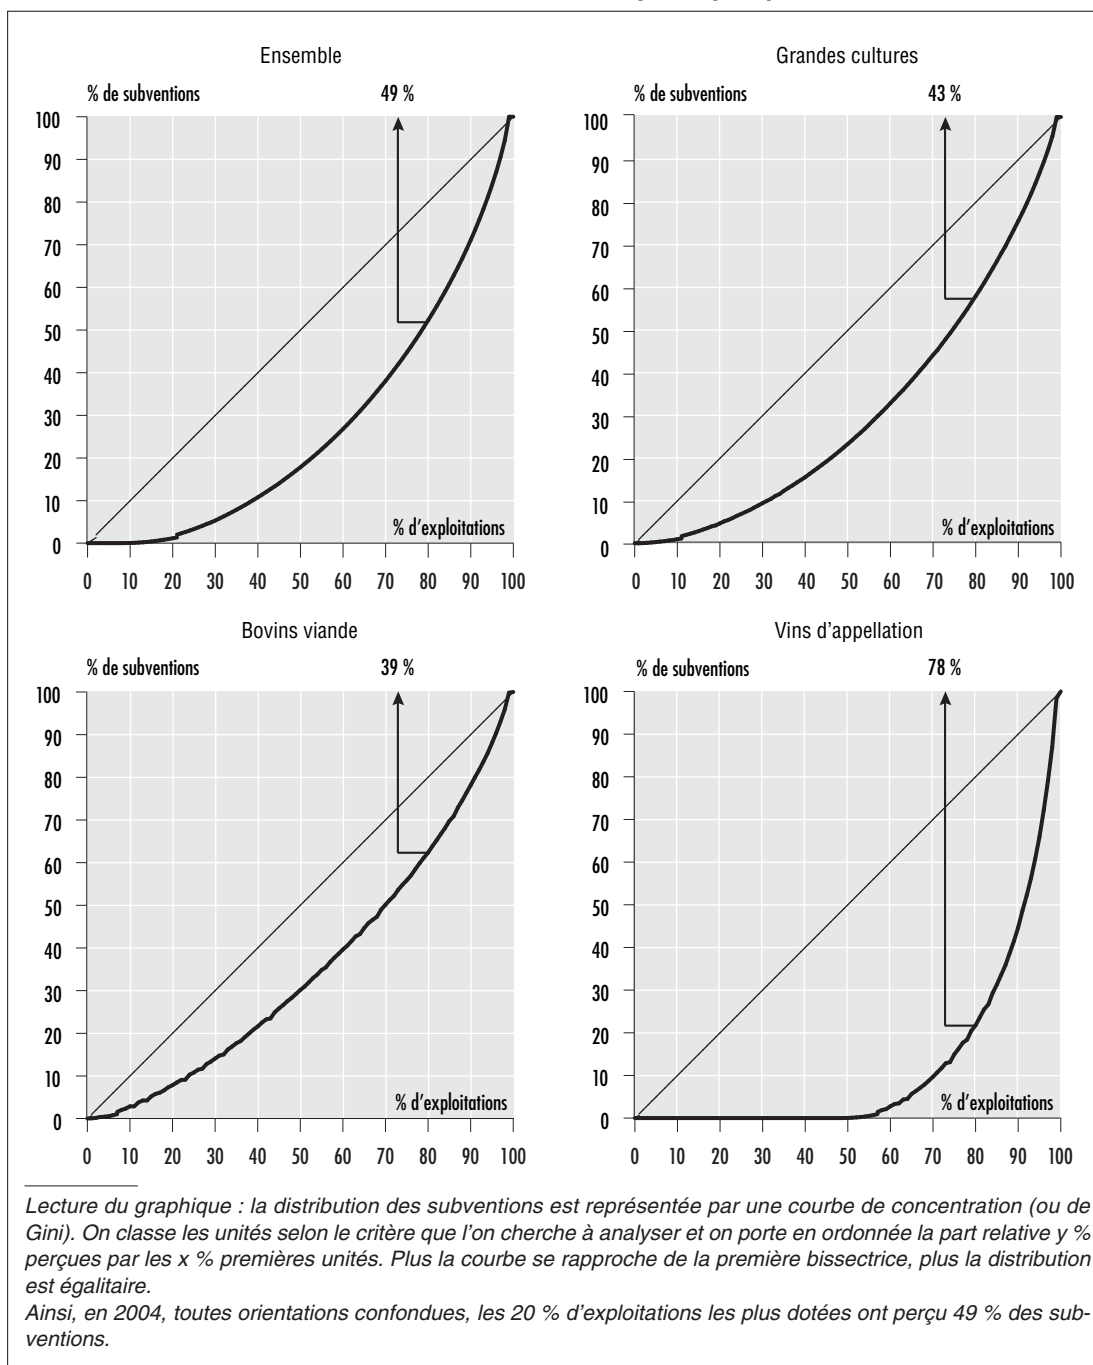 Ensemble
% de subventions 49 %
100
90
80
70
60
50
40
30
20
10
% d'exploitations
0
0 10 20 30 40 50 60 70 80 90 100
Grandes cultures
% de subventions 43 %
100
90
80
70
60
50
40
30
20
10
% d'exploitations
0
0 10 20 30 40 50 60 70 80 90 100
Bovins viande
% de subventions 39 %
100
90
80
70
60
50
40
30
20
10
% d'exploitations
0
0 10 20 30 40 50 60 70 80 90 100
Vins d'appellation
% de subventions 78 %
100
90
80
70
60
50
40
30
20
10
% d'exploitations
0
0 10 20 30 40 50 60 70 80 90 100
Lecture du graphique : la distribution des subventions est représentée par une courbe de concentration (ou de
Gini). On classe les unités selon le critère que l'on cherche à analyser et on porte en ordonnée la part relative y %
perçues par les x % premières unités. Plus la courbe se rapproche de la première bissectrice, plus la distribution
est égalitaire.
Ainsi, en 2004, toutes orientations confondues, les 20 % d'exploitations les plus dotées ont perçu 49 % des sub-
ventions.